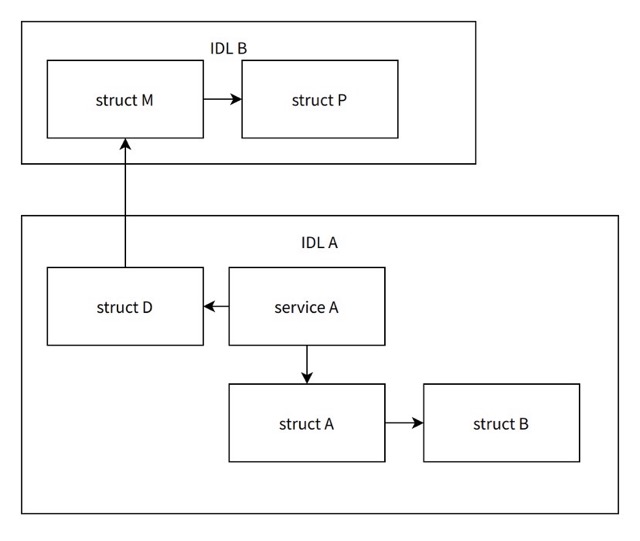 IDL B
struct M
struct P
IDL A
struct D
service A
struct A
struct B